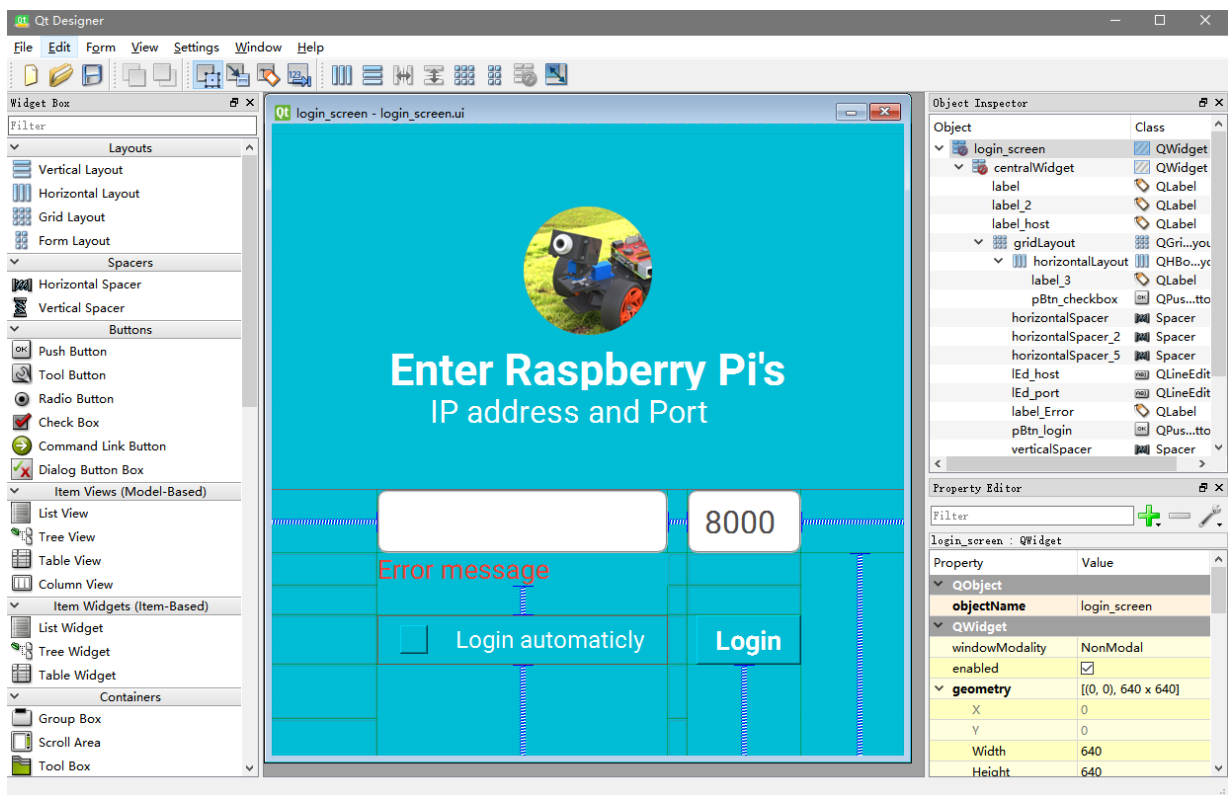 Qt Designer
File Edit Form View Settings Window Help
Widget Box
Filter
Layouts
Vertical Layout
Horizontal Layout
Grid Layout
Form Layout
Spacers
Horizontal Spacer
Vertical Spacer
Buttons
Push Button
Tool Button
Radio Button
Check Box
Command Link Button
Dialog Button Box
Item Views (Model-Based)
List View
Tree View
Table View
Column View
Item Widgets (Item-Based)
List Widget
Tree Widget
Table Widget
Containers
Group Box
Scroll Area
Tool Box
login_screen - login_screen.ui
Enter Raspberry Pi's
IP address and Port
8000
Error message
Login automaticly
Login
Object Inspector
Object Class
login_screen QWidget
centralWidget QWidget
label QLabel
label_2 QLabel
label_host QLabel
gridLayout QGri...you
horizontalLayout QHBo...yo
label_3 QLabel
pBtn_checkbox QPus...tto
horizontalSpacer Spacer
horizontalSpacer_2 Spacer
horizontalSpacer_5 Spacer
lEd_host QLineEdit
lEd_port QLineEdit
label_Error QLabel
pBtn_login QPus...tto
verticalSpacer Spacer
Property Editor
Filter
login_screen : QWidget
Property Value
QObject
objectName login_screen
QWidget
windowModality NonModal
enabled
geometry [(0, 0), 640 x 640]
X 0
Y 0
Width 640
Height 640